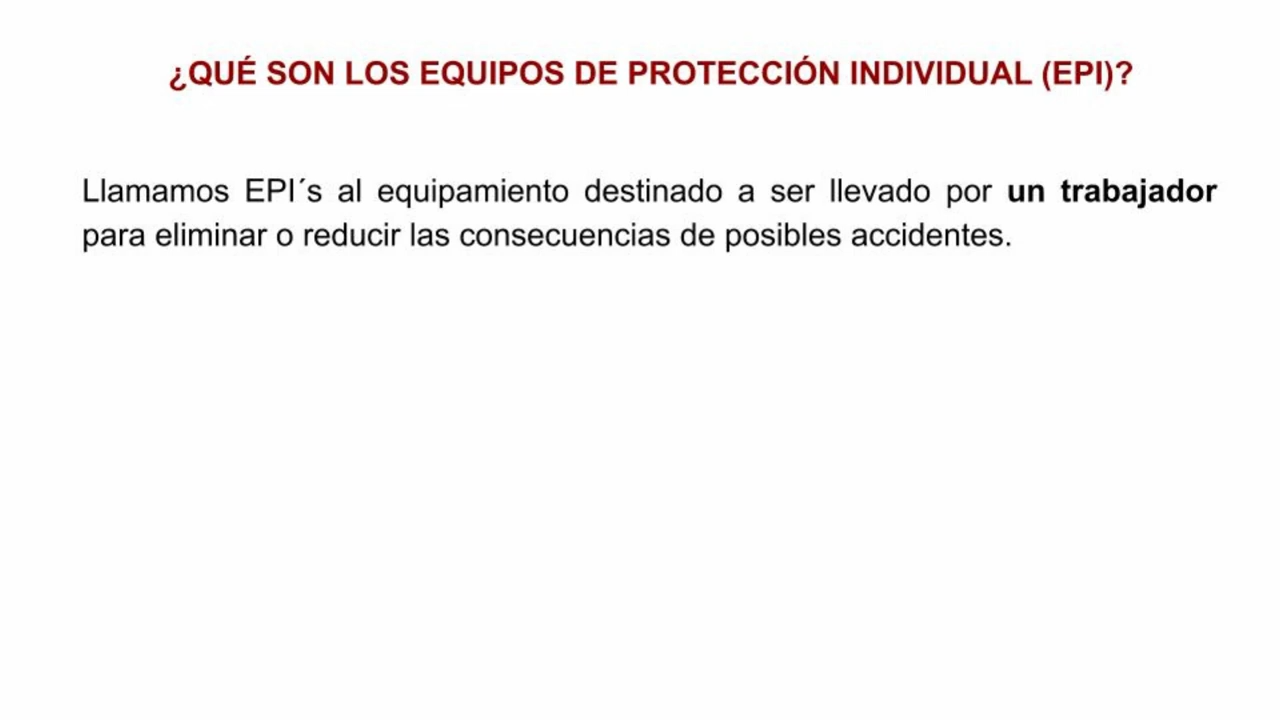 ¿QUÉ SON LOS EQUIPOS DE PROTECCIÓN INDIVIDUAL (EPI)?
Llamamos EPI´s al equipamiento destinado a ser llevado por un trabajador
para eliminar o reducir las consecuencias de posibles accidentes.